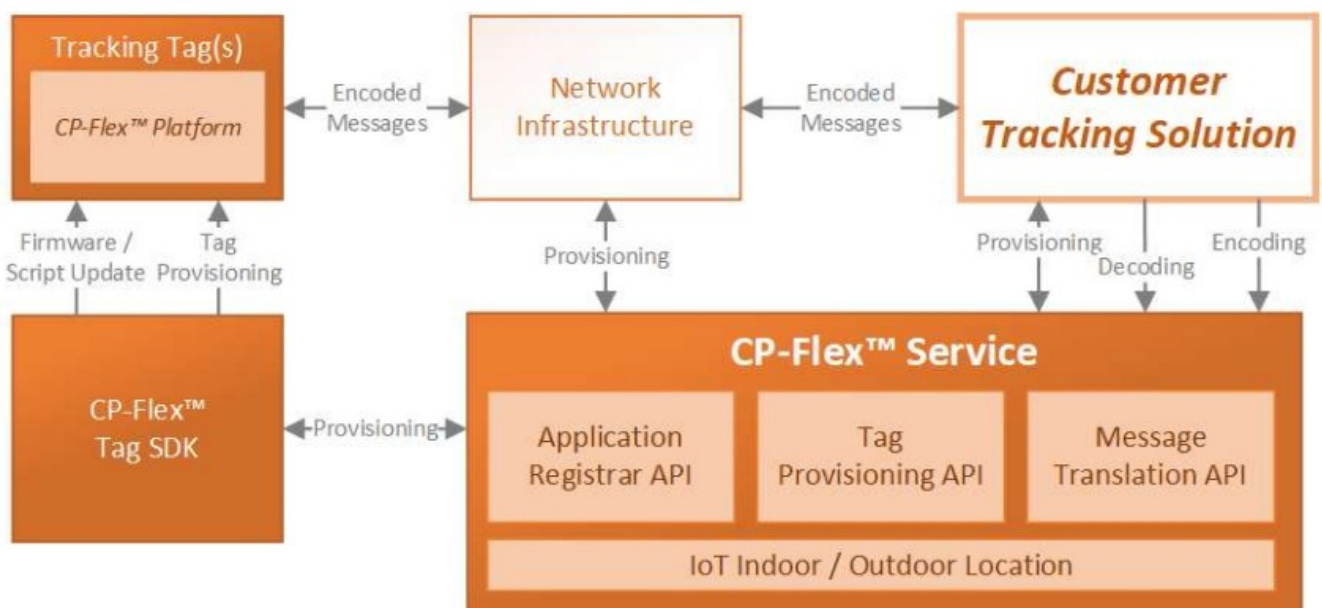 Tracking Tag(s)
CP-Flex™ Platform
Encoded
Messages
Network
Infrastructure
Encoded
Messages
Customer
Tracking Solution
Firmware /
Script Update
Tag
Provisioning
Provisioning
Provisioning
Decoding
Encoding
CP-Flex™
Tag SDK
Provisioning
CP-Flex™ Service
Application
Registrar API
Tag
Provisioning API
Message
Translation API
IoT Indoor / Outdoor Location